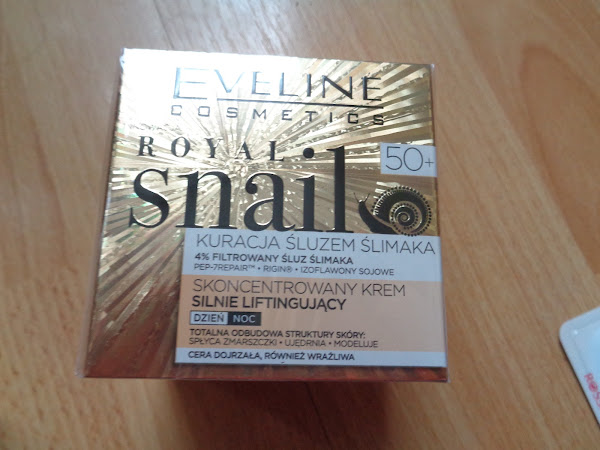 EVELINE
COSMETICS
ROYAL
snail
50+
KURACJA ŚLUZEM ŚLIMAKA
4% FILTROWANY ŚLUZ ŚLIMAKA
PEP-7REPAIR™ • RIGIN® • IZOFLAWONY SOJOWE
SKONCENTROWANY KREM
SILNIE LIFTINGUJĄCY
DZIEŃ NOC
TOTALNA ODBUDOWA STRUKTURY SKÓRY:
SPŁYCA ZMARSZCZKI • UJĘDRNIA • MODELUJE
CERA DOJRZAŁA, RÓWNIEŻ WRAŻLIWA